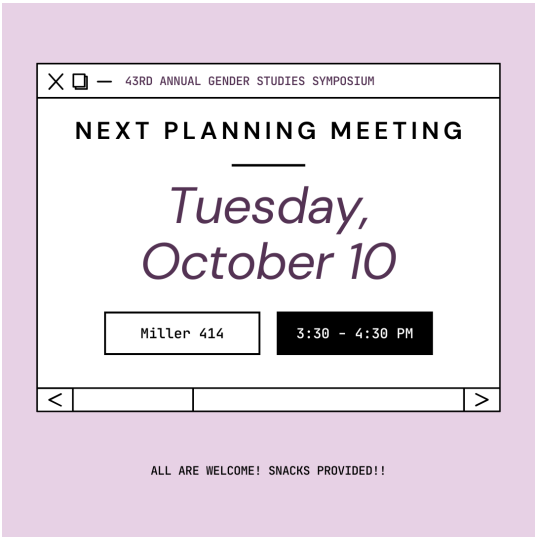 43RD ANNUAL GENDER STUDIES SYMPOSIUM
NEXT PLANNING MEETING
Tuesday,
October 10
Miller 414
3:30 - 4:30 PM
ALL ARE WELCOME! SNACKS PROVIDED!!